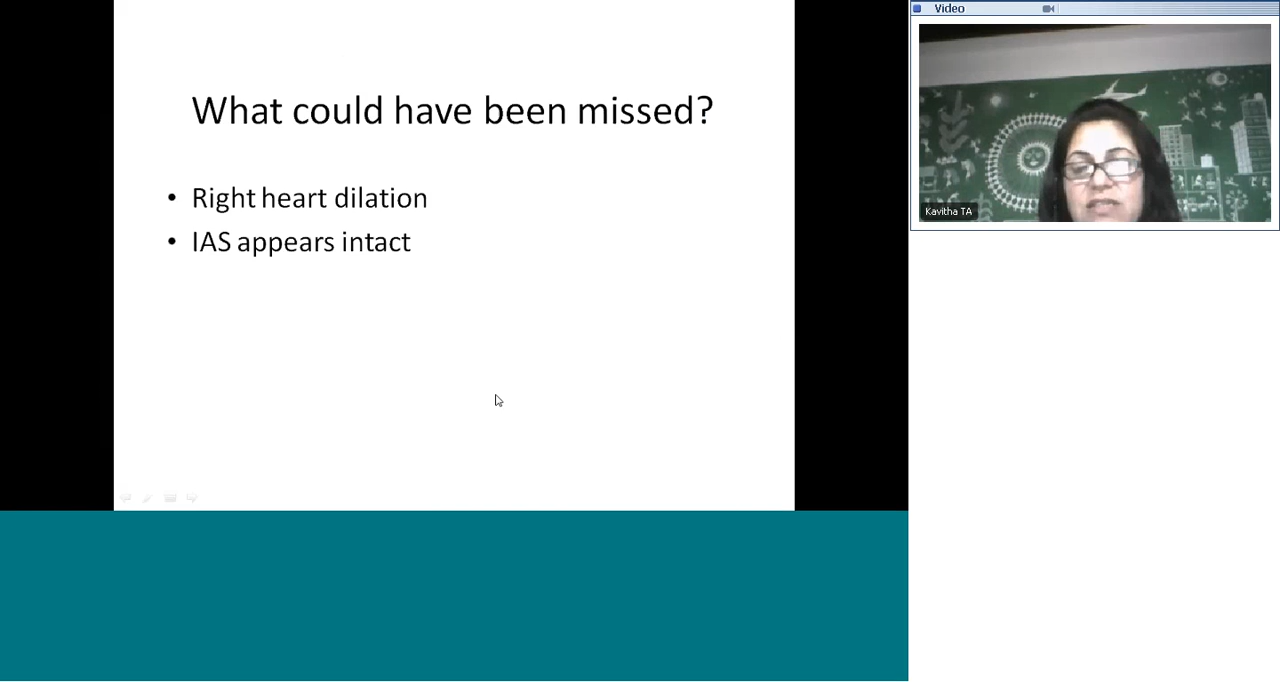 What could have been missed?
• Right heart dilation
• IAS appears intact
Video
Kavitha TA